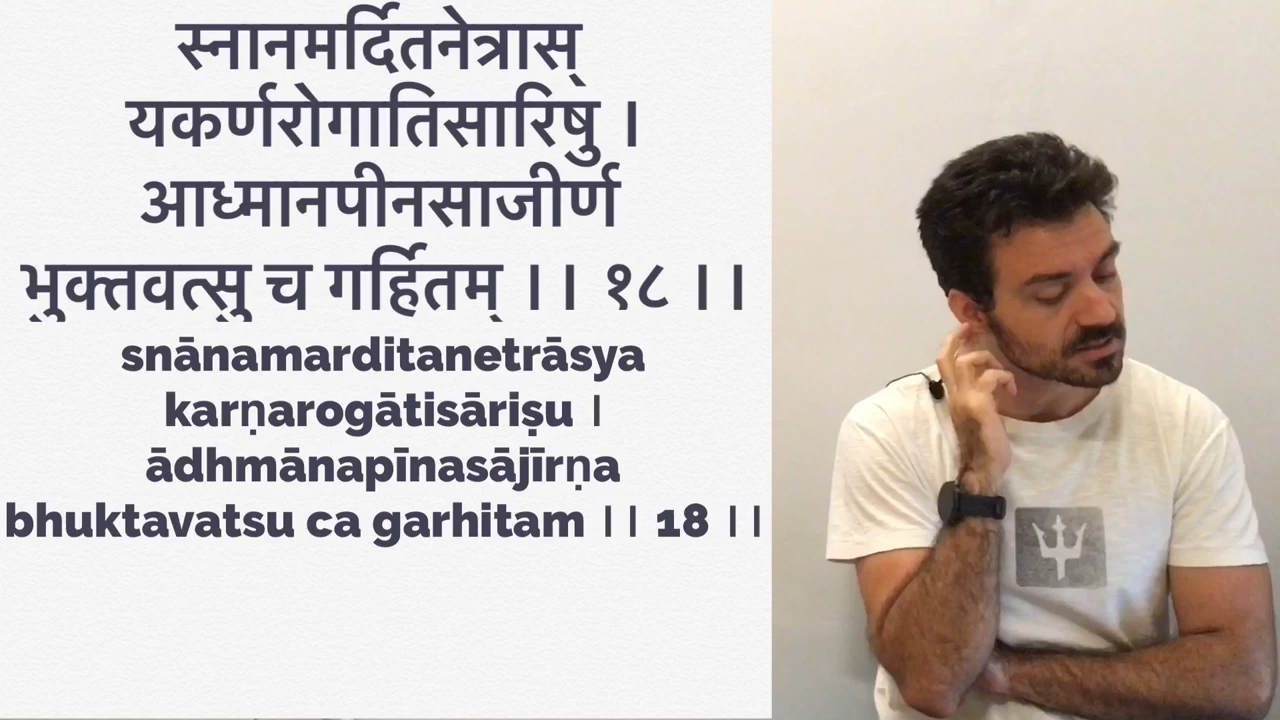 स्नानमर्दितनेत्रास्
यकर्णरोगातिसारिषु ।
आध्मानपीनसाजीर्ण
भुक्तवत्सु च गर्हितम् ।। १८ ।।
snānamarditanetrāsya
karṇarogātisāriṣu ।
ādhmānapīnasājīrṇa
bhuktavatsu ca garhitam ।। 18 ।।